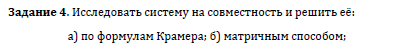 Задание 4. Исследовать систему на совместность и решить её:
а) по формулам Крамера; б) матричным способом;